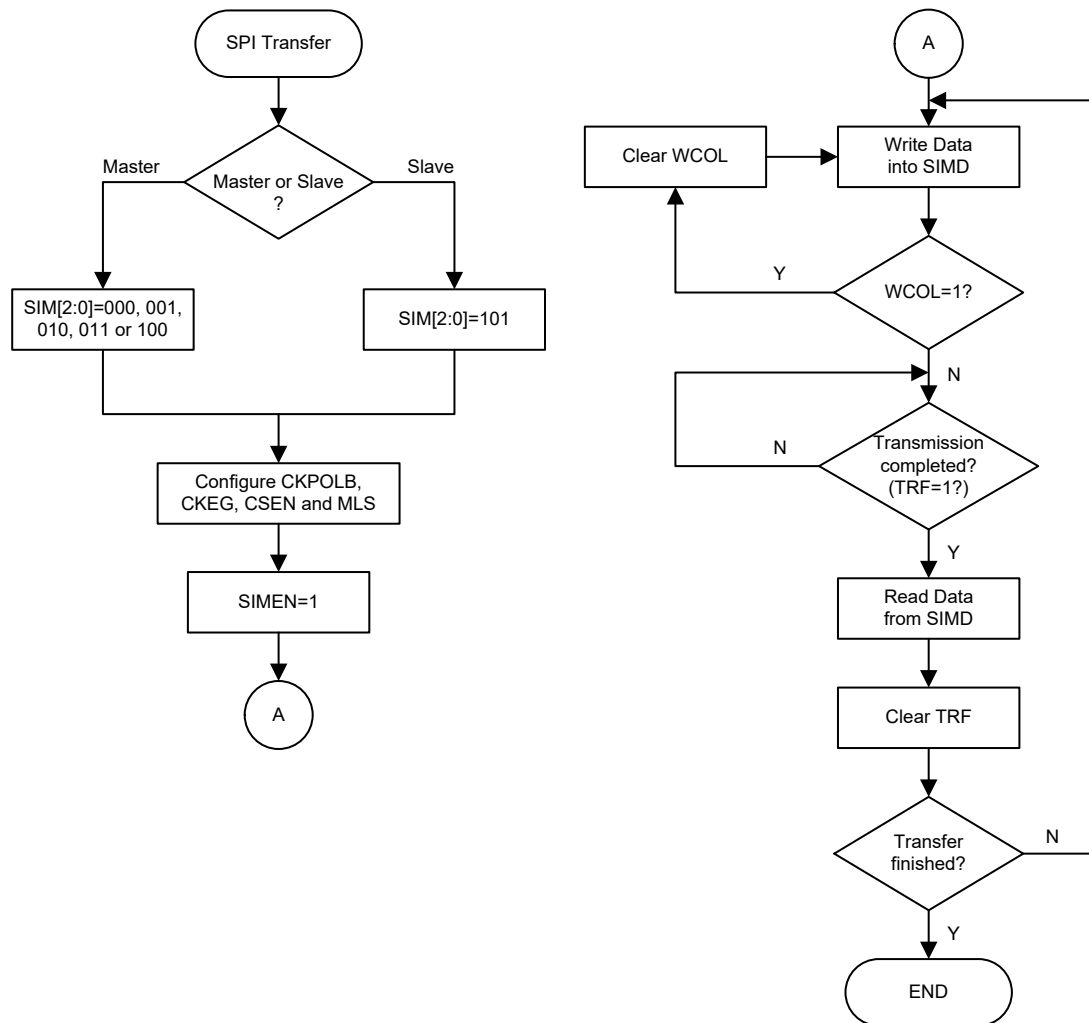 SPI Transfer
Master or Slave
?
Master
Slave
SIM[2:0]=000, 001,
010, 011 or 100
SIM[2:0]=101
Configure CKPOLB,
CKEG, CSEN and MLS
SIMEN=1
A
A
Write Data
into SIMD
Clear WCOL
WCOL=1?
Y
N
Transmission
completed?
(TRF=1?)
N
Y
Read Data
from SIMD
Clear TRF
Transfer
finished?
N
Y
END